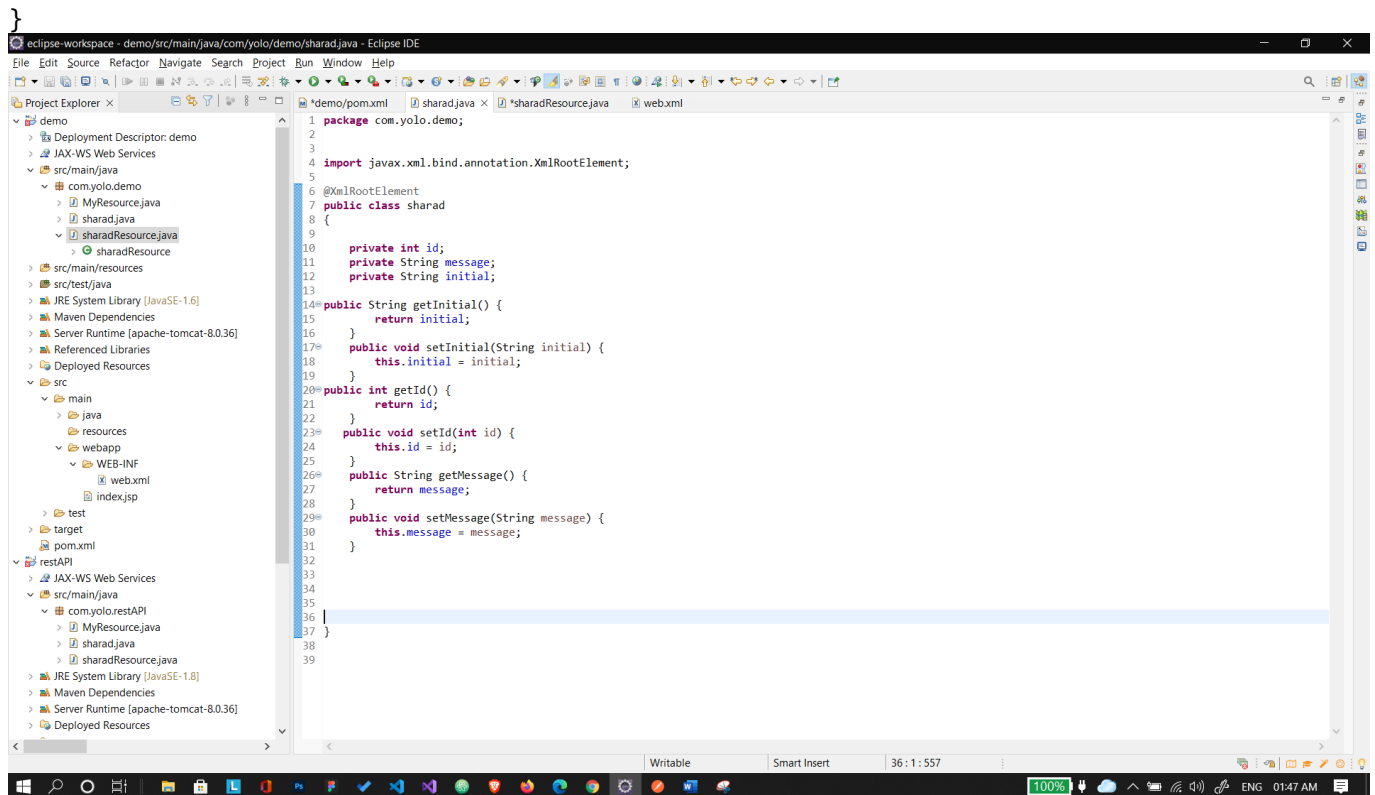 }
eclipse-workspace - demo/src/main/java/com/yolo/demo/sharad.java - Eclipse IDE
File Edit Source Refactor Navigate Search Project Run Window Help
Project Explorer
*demo/pom.xml sharad.java *sharadResource.java web.xml
demo
Deployment Descriptor: demo
JAX-WS Web Services
src/main/java
com.yolo.demo
MyResource.java
sharad.java
sharadResource.java
sharadResource
src/main/resources
src/test/java
JRE System Library [JavaSE-1.6]
Maven Dependencies
Server Runtime [apache-tomcat-8.0.36]
Referenced Libraries
Deployed Resources
src
main
java
resources
webapp
WEB-INF
web.xml
index.jsp
test
target
pom.xml
restAPI
JAX-WS Web Services
src/main/java
com.yolo.restAPI
MyResource.java
sharad.java
sharadResource.java
JRE System Library [JavaSE-1.8]
Maven Dependencies
Server Runtime [apache-tomcat-8.0.36]
Deployed Resources
1 package com.yolo.demo;
2
3
4 import javax.xml.bind.annotation.XmlRootElement;
5
6 @XmlRootElement
7 public class sharad
8 {
9
10 private int id;
11 private String message;
12 private String initial;
13
14 public String getInitial() {
15 return initial;
16 }
17 public void setInitial(String initial) {
18 this.initial = initial;
19 }
20 public int getId() {
21 return id;
22 }
23 public void setId(int id) {
24 this.id = id;
25 }
26 public String getMessage() {
27 return message;
28 }
29 public void setMessage(String message) {
30 this.message = message;
31 }
32
33
34
35
36
37 }
38
39
Writable Smart Insert 36 : 1 : 557
100% ENG 01:47 AM